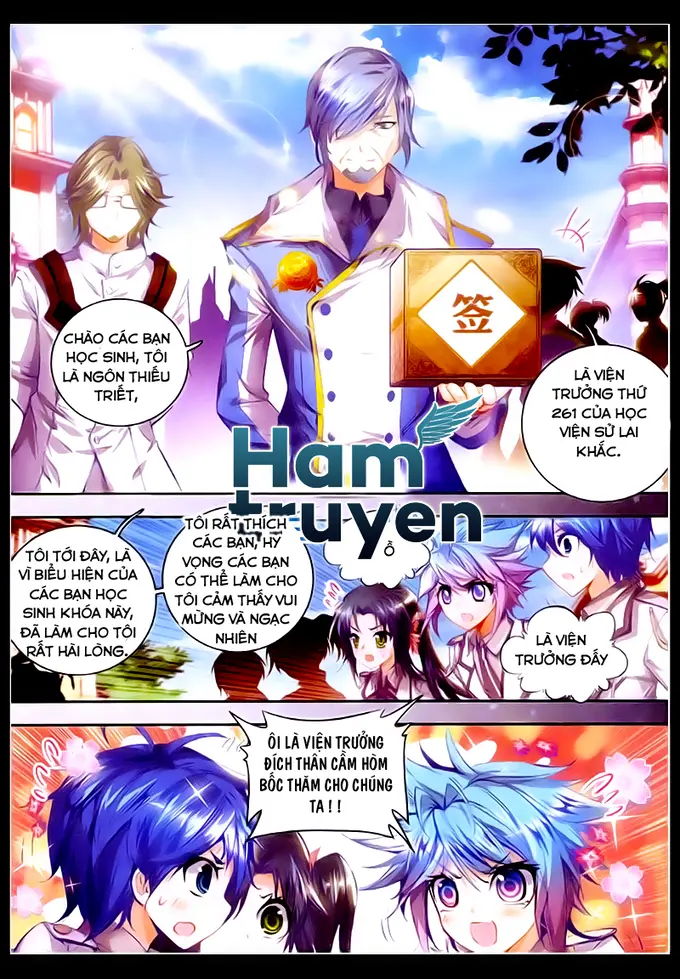 签
CHÀO CÁC BẠN
HỌC SINH, TÔI
LÀ NGÔN THIẾU
TRIẾT,
LÀ VIỆN
TRƯỞNG THỨ
261 CỦA HỌC
VIỆN SỬ LAI
KHẮC.
Ham
truyen
TÔI TỚI ĐÂY, LÀ
VÌ BIỂU HIỆN CỦA
CÁC BẠN HỌC
SINH KHÓA NÀY,
ĐÃ LÀM CHO TÔI
RẤT HÀI LÒNG.
TÔI RẤT THÍCH
CÁC BẠN, HY
VỌNG CÁC BẠN
CÓ THỂ LÀM CHO
TÔI CẢM THẤY VUI
MỪNG VÀ NGẠC
NHIÊN
Ồ
LÀ VIỆN
TRƯỞNG ĐẤY
ÔI LÀ VIỆN TRƯỞNG
ĐÍCH THÂN CẦM HÒM
BỐC THĂM CHO CHÚNG
TA ! !